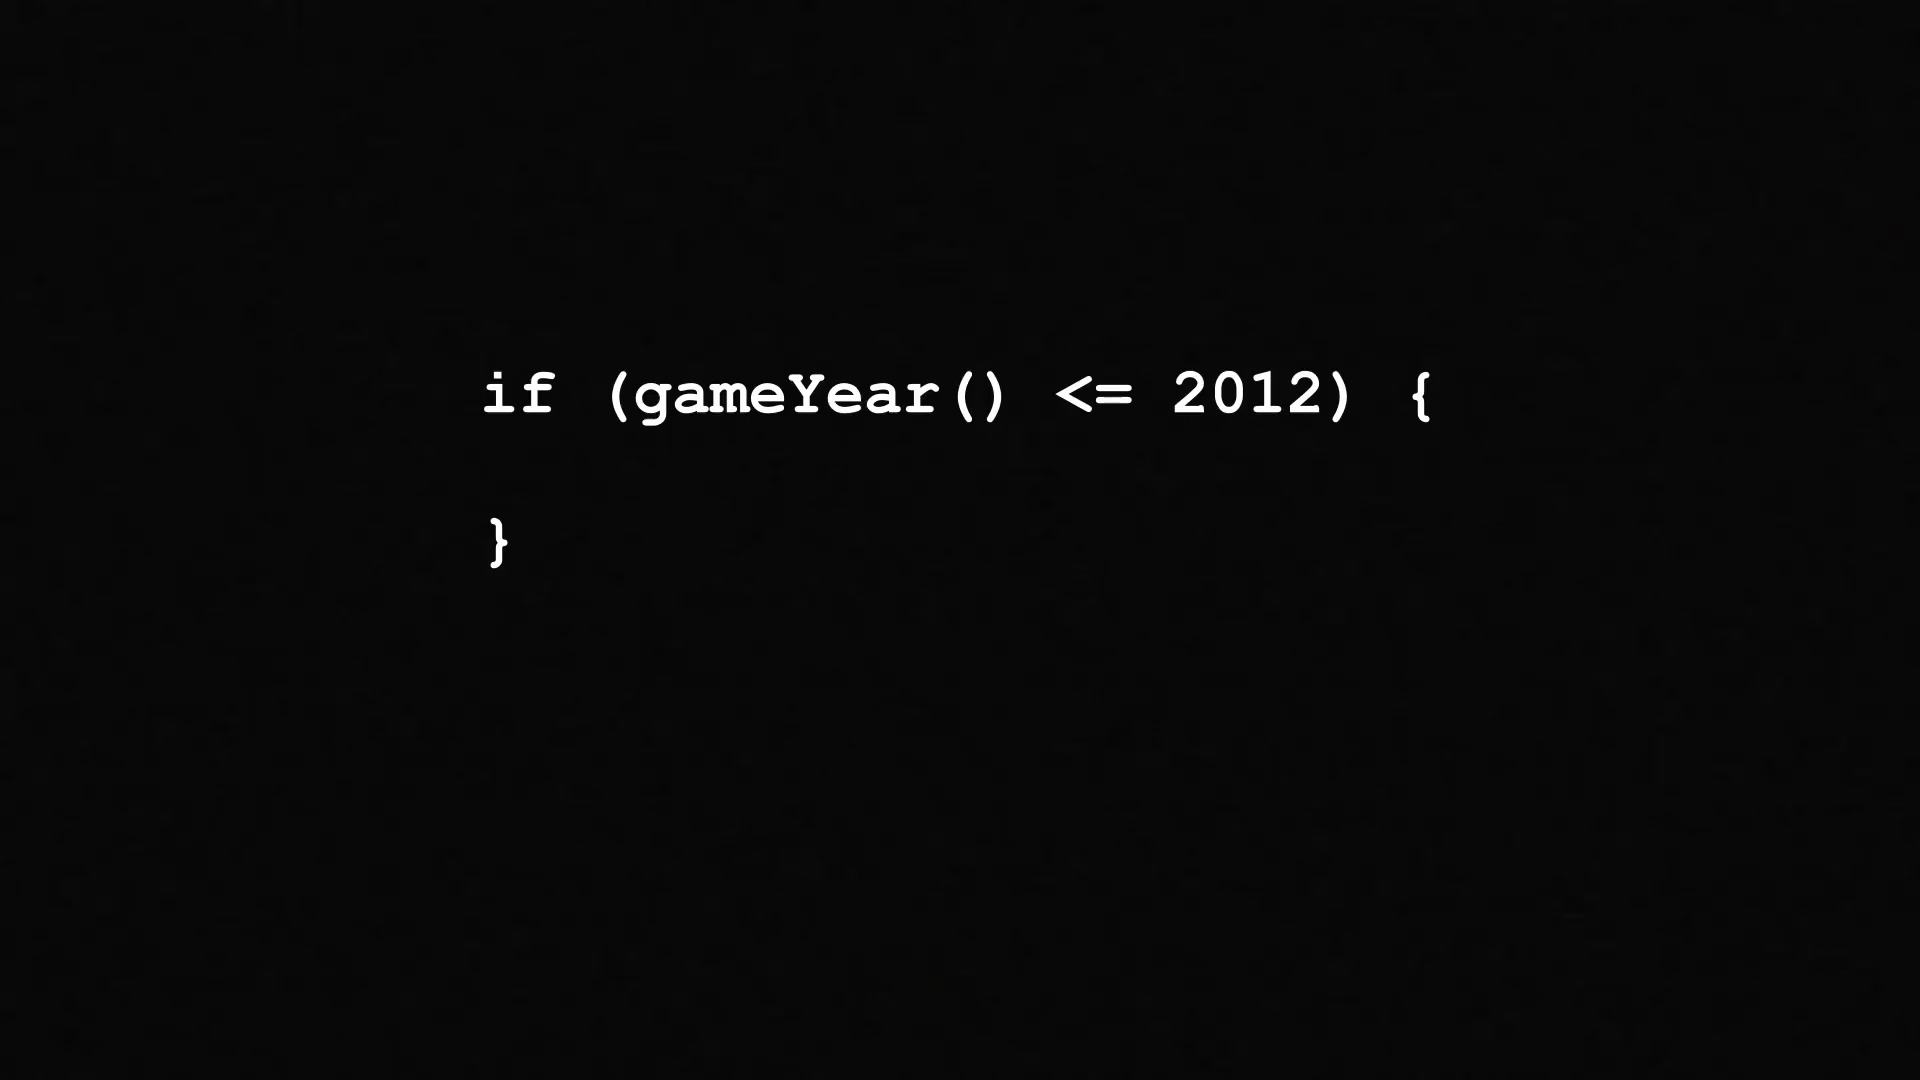 if (gameYear() <= 2012) {
}